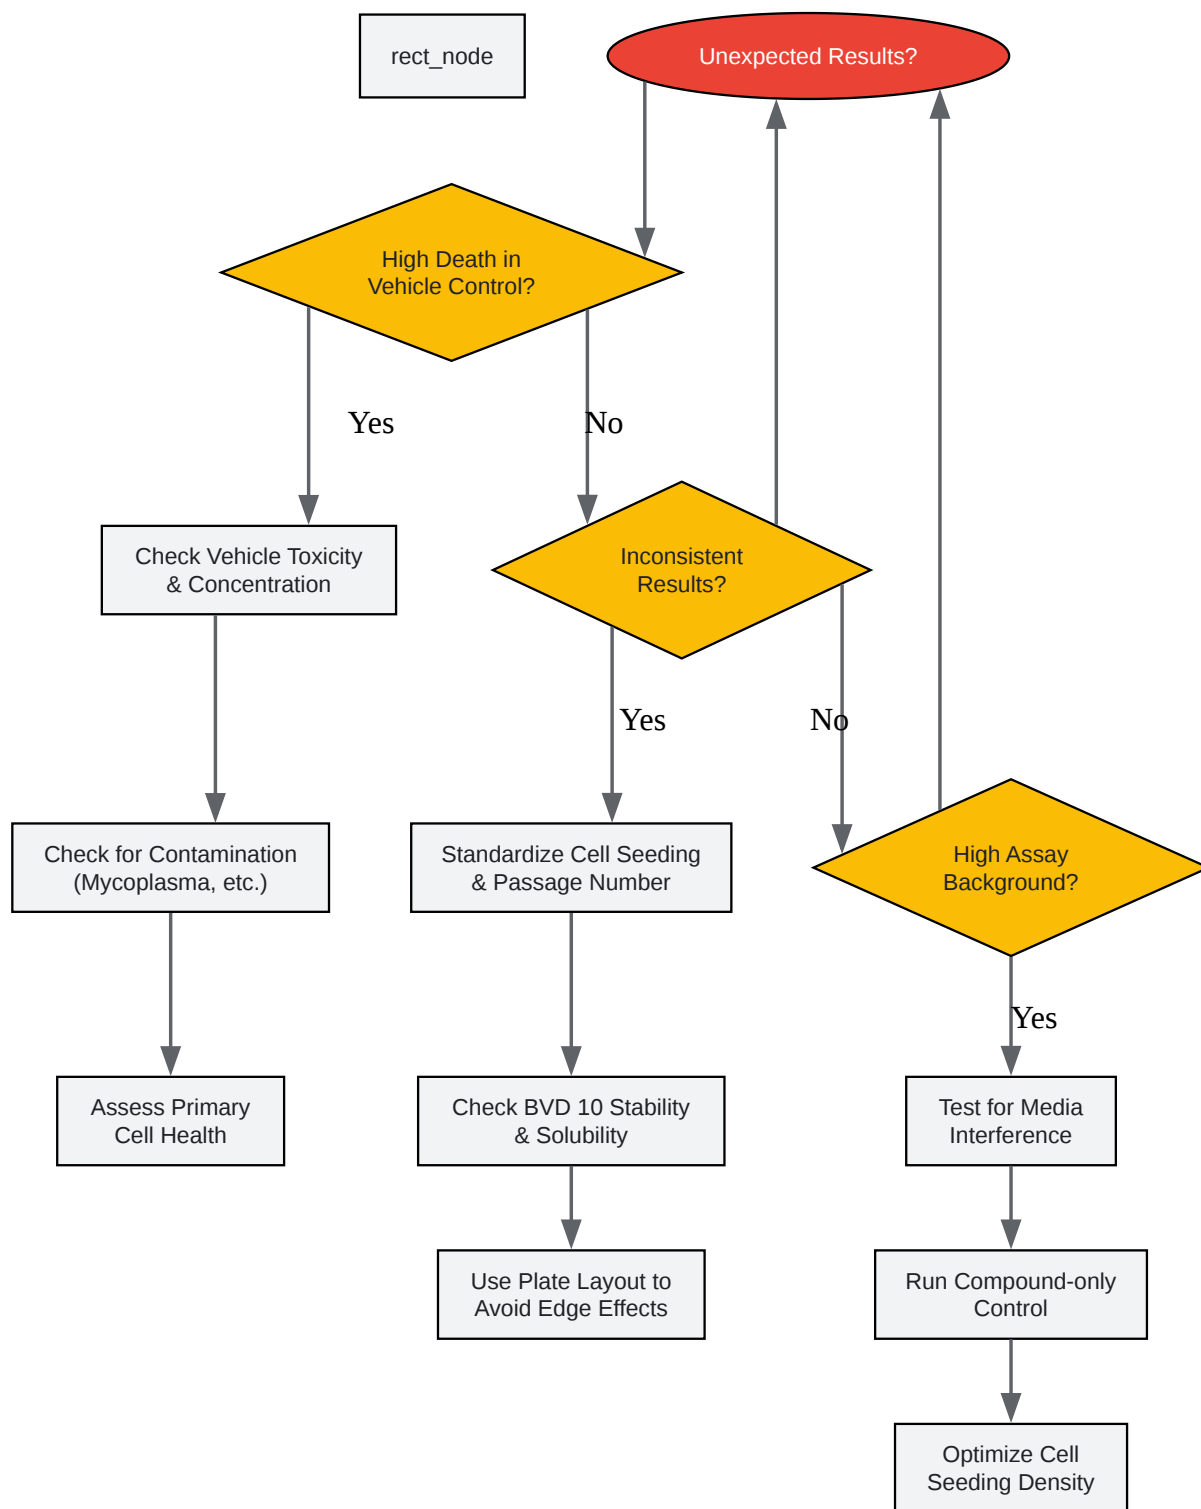 rect_node
Unexpected Results?
High Death in
Vehicle Control?
Yes
No
Check Vehicle Toxicity
& Concentration
Inconsistent
Results?
Yes
No
Check for Contamination
(Mycoplasma, etc.)
Standardize Cell Seeding
& Passage Number
High Assay
Background?
Yes
Assess Primary
Cell Health
Check BVD 10 Stability
& Solubility
Test for Media
Interference
Use Plate Layout to
Avoid Edge Effects
Run Compound-only
Control
Optimize Cell
Seeding Density